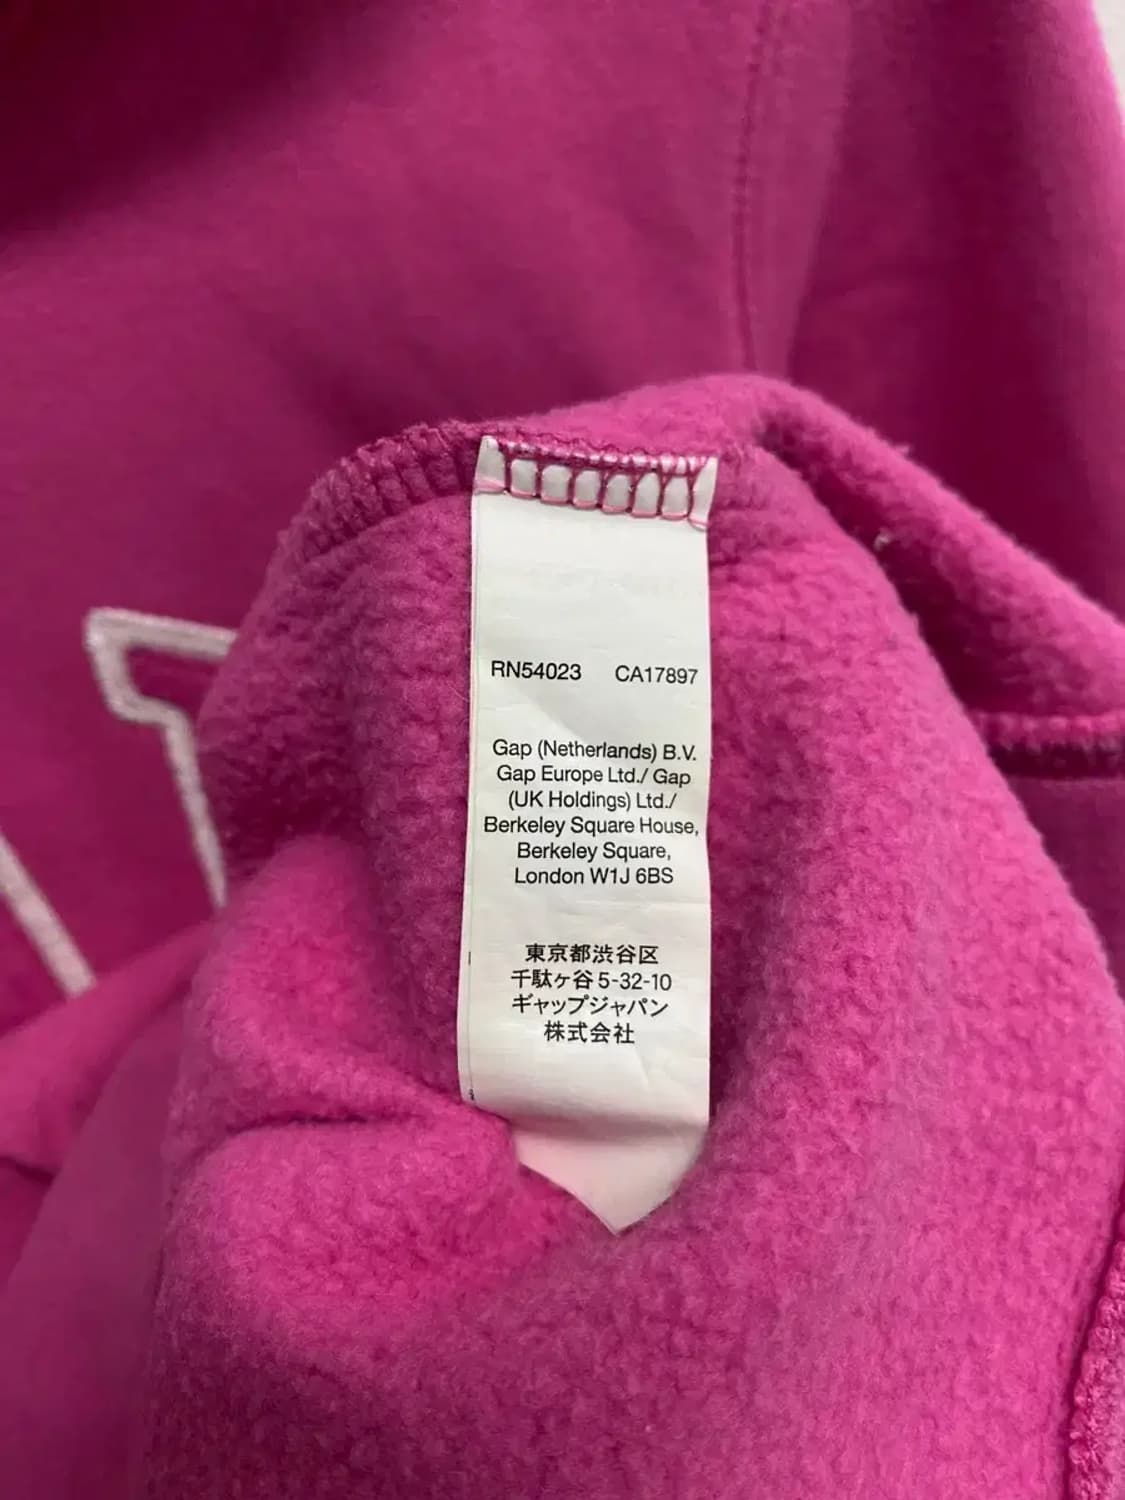 RN54023 CA17897
Gap (Netherlands) B.V.
Gap Europe Ltd./ Gap
(UK Holdings) Ltd./
Berkeley Square House,
Berkeley Square,
London W1J 6BS
東京都渋谷区
千駄ヶ谷 5-32-10
ギャップジャパン
株式会社